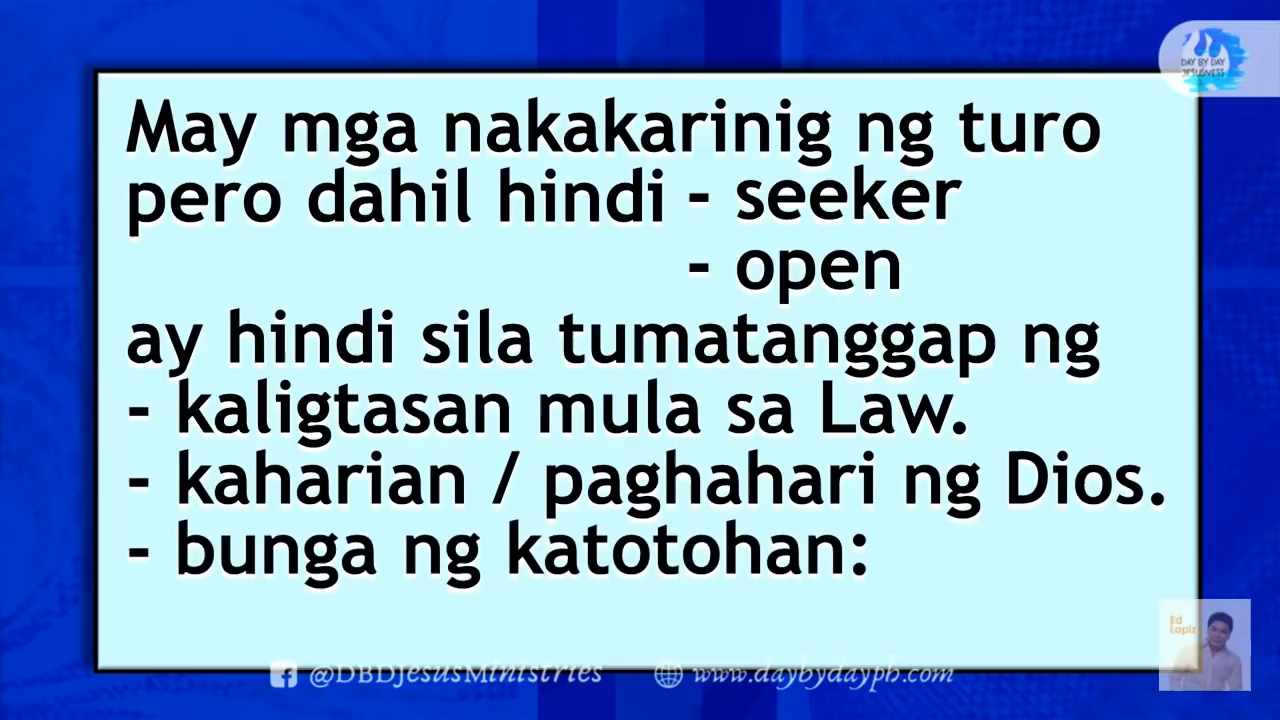 DAY BY DAY
JESUSNESS
May mga nakakarinig ng turo
pero dahil hindi - seeker
- open
ay hindi sila tumatanggap ng
- kaligtasan mula sa Law.
- kaharian / paghahari ng Dios.
- bunga ng katotohan:
Ed
Lapiz
@DBDJesusMinistries
www.daybydayph.com